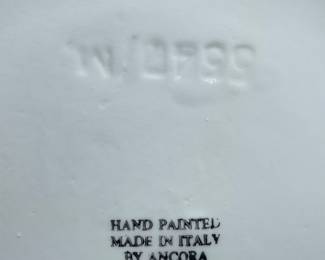 HAND PAINTED
MADE IN ITALY
BY ANCORA